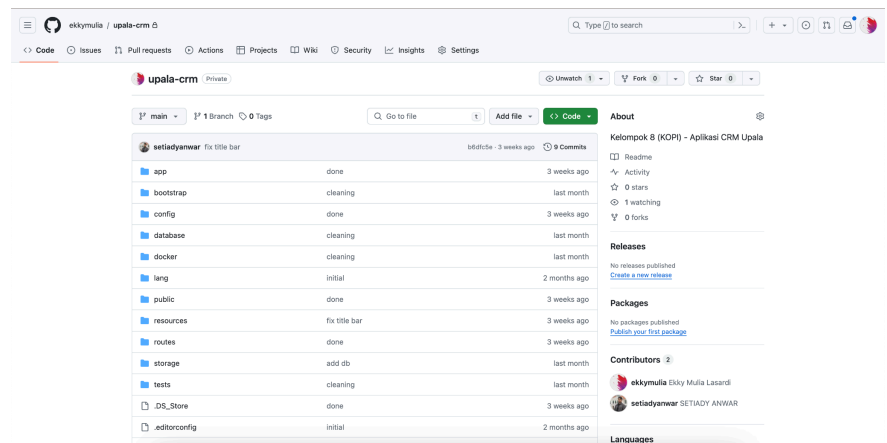 ekkymulia / upala-crm
Type / to search
Code Issues Pull requests Actions Projects Wiki Security Insights Settings
upala-crm Private
Unwatch 1 Fork 0 Star 0
main 1 Branch 0 Tags Go to file t Add file Code
setiadyanwar fix title bar b6dfc5e · 3 weeks ago 9 Commits
app done 3 weeks ago
bootstrap cleaning last month
config done 3 weeks ago
database cleaning last month
docker cleaning last month
lang initial 2 months ago
public done 3 weeks ago
resources fix title bar 3 weeks ago
routes done 3 weeks ago
storage add db last month
tests cleaning last month
.DS_Store done 3 weeks ago
.editorconfig initial 2 months ago
About
Kelompok 8 (KOPI) - Aplikasi CRM Upala
Readme
Activity
0 stars
1 watching
0 forks
Releases
No releases published
Create a new release
Packages
No packages published
Publish your first package
Contributors 2
ekkymulia Ekky Mulia Lasardi
setiadyanwar SETIADY ANWAR
Languages